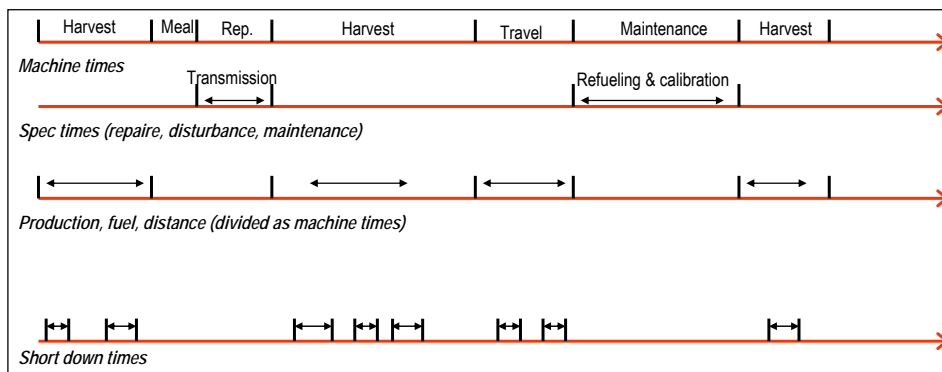 Harvest Meal Rep. Harvest Travel Maintenance Harvest
Machine times
Transmission Refueling & calibration
Spec times (repaire, disturbance, maintenance)
Production, fuel, distance (divided as machine times)
Short down times